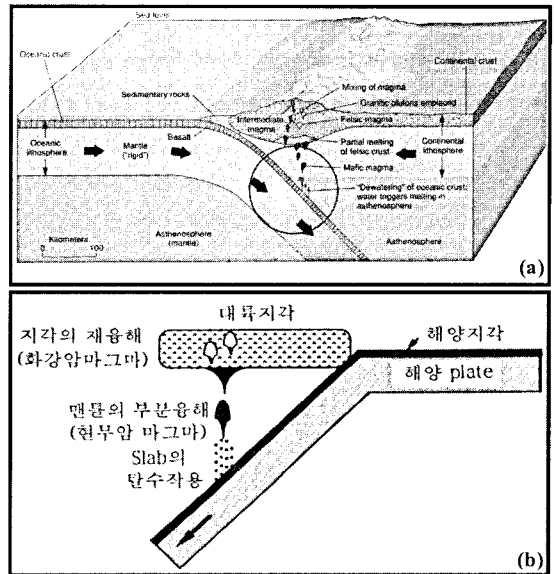 Sea level
Oceanic crust
Continental crust
Sedimentary rocks
Mixing of magma
Granitic plutons emplaced
Intermediate
magma
Felsic magma
Basalt
Oceanic
lithosphere
Mantle
("rigid")
Partial melting
of felsic crust
Continental
lithosphere
Mafic magma
"Dewatering" of oceanic crust;
water triggers melting in
asthenosphere
Kilometers
0 100
Asthenosphere
(mantle)
Asthenosphere
(a)
대륙지각
지각의 재용해
(화강암마그마)
해양지각
해양 plate
맨틀의 부분융해
(현무암 마그마)
Slab의
탈수작용
(b)